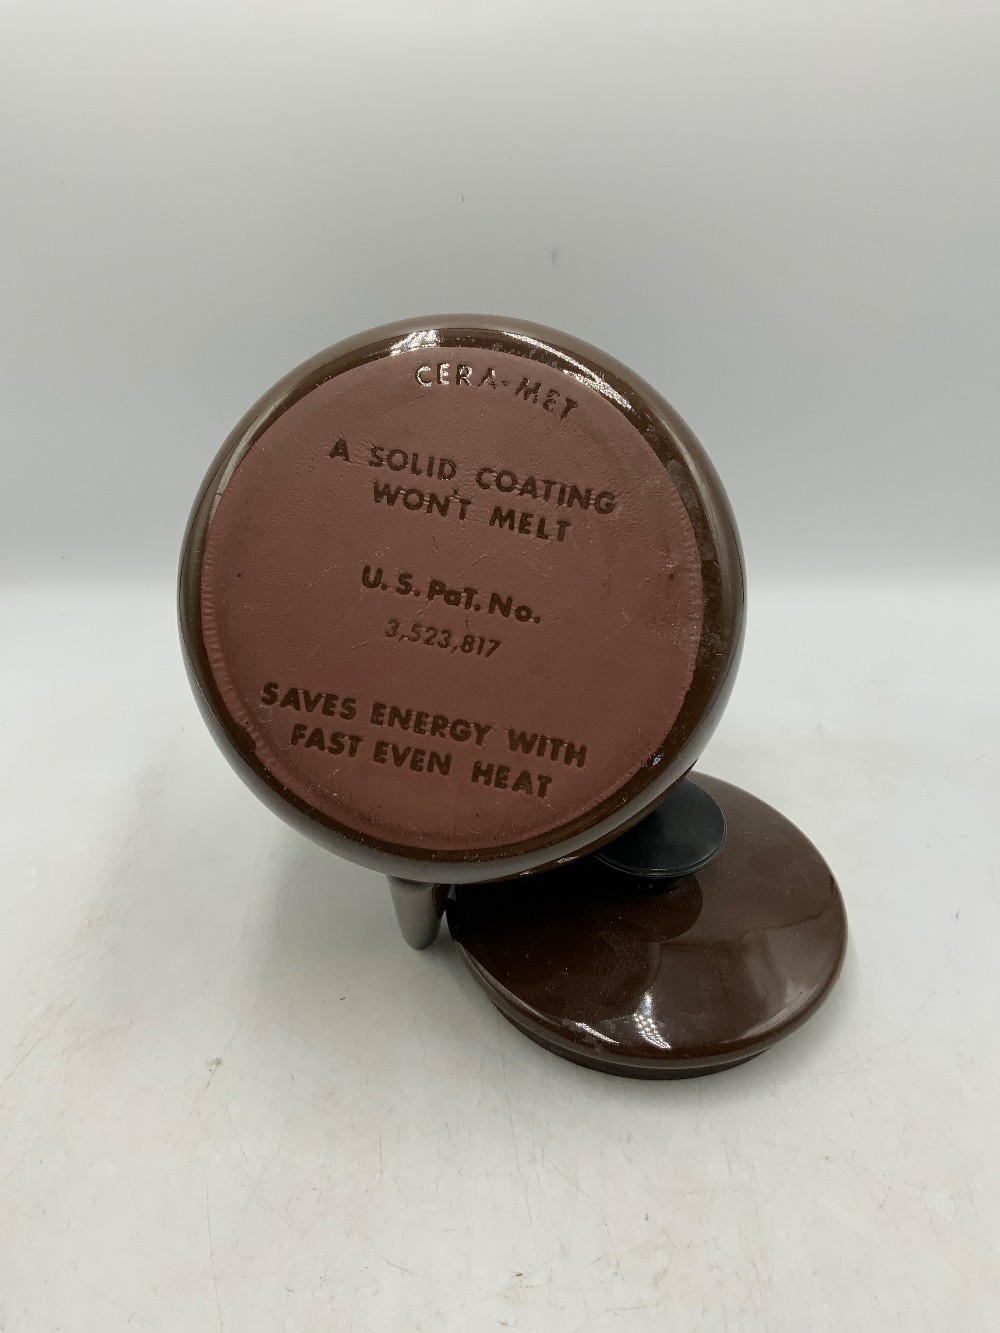 CERA-MET
A SOLID COATING
WON'T MELT
U.S. PaT. No.
3,523,817
SAVES ENERGY WITH
FAST EVEN HEAT